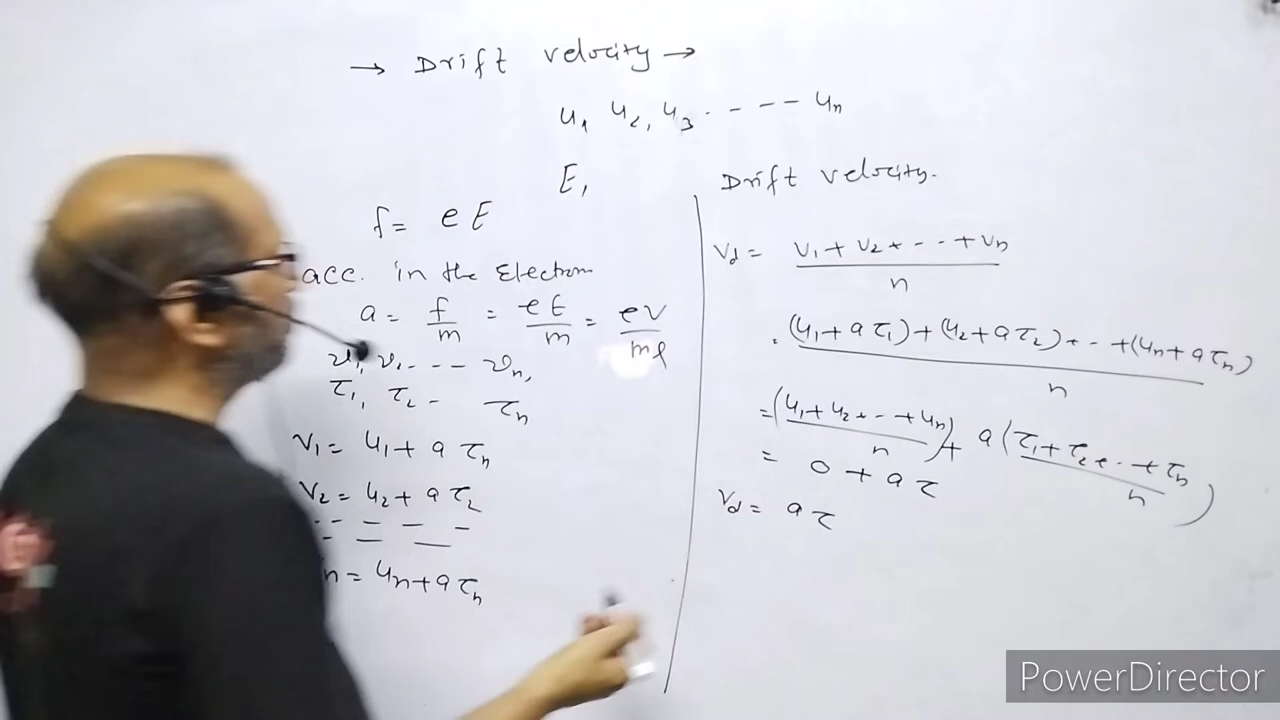 → Drift velocity →
u₁ u₂, u₃ . - - - - uₙ
E,
f = e E
acc. in the Electron
a = f/m = eE/m = eV/ml
v₁, v₁ . - - - vₙ,
τ₁, τ₂ - τₙ
v₁ = u₁ + a τₙ
v₂ = u₂ + a τ₂
n = uₙ + a τₙ
Drift velocity.
v_d = (v₁ + v₂ + - .. + vₙ)/n
. ((u₁ + a τ₁) + (u₂ + a τ₂) + - + (uₙ + a τₙ))/n
= ((u₁ + u₂ + - .. + uₙ)/n) + a ((τ₁ + τ₂ + - .. + τₙ)/n)
= 0 + a τ
v_d = a τ
PowerDirector